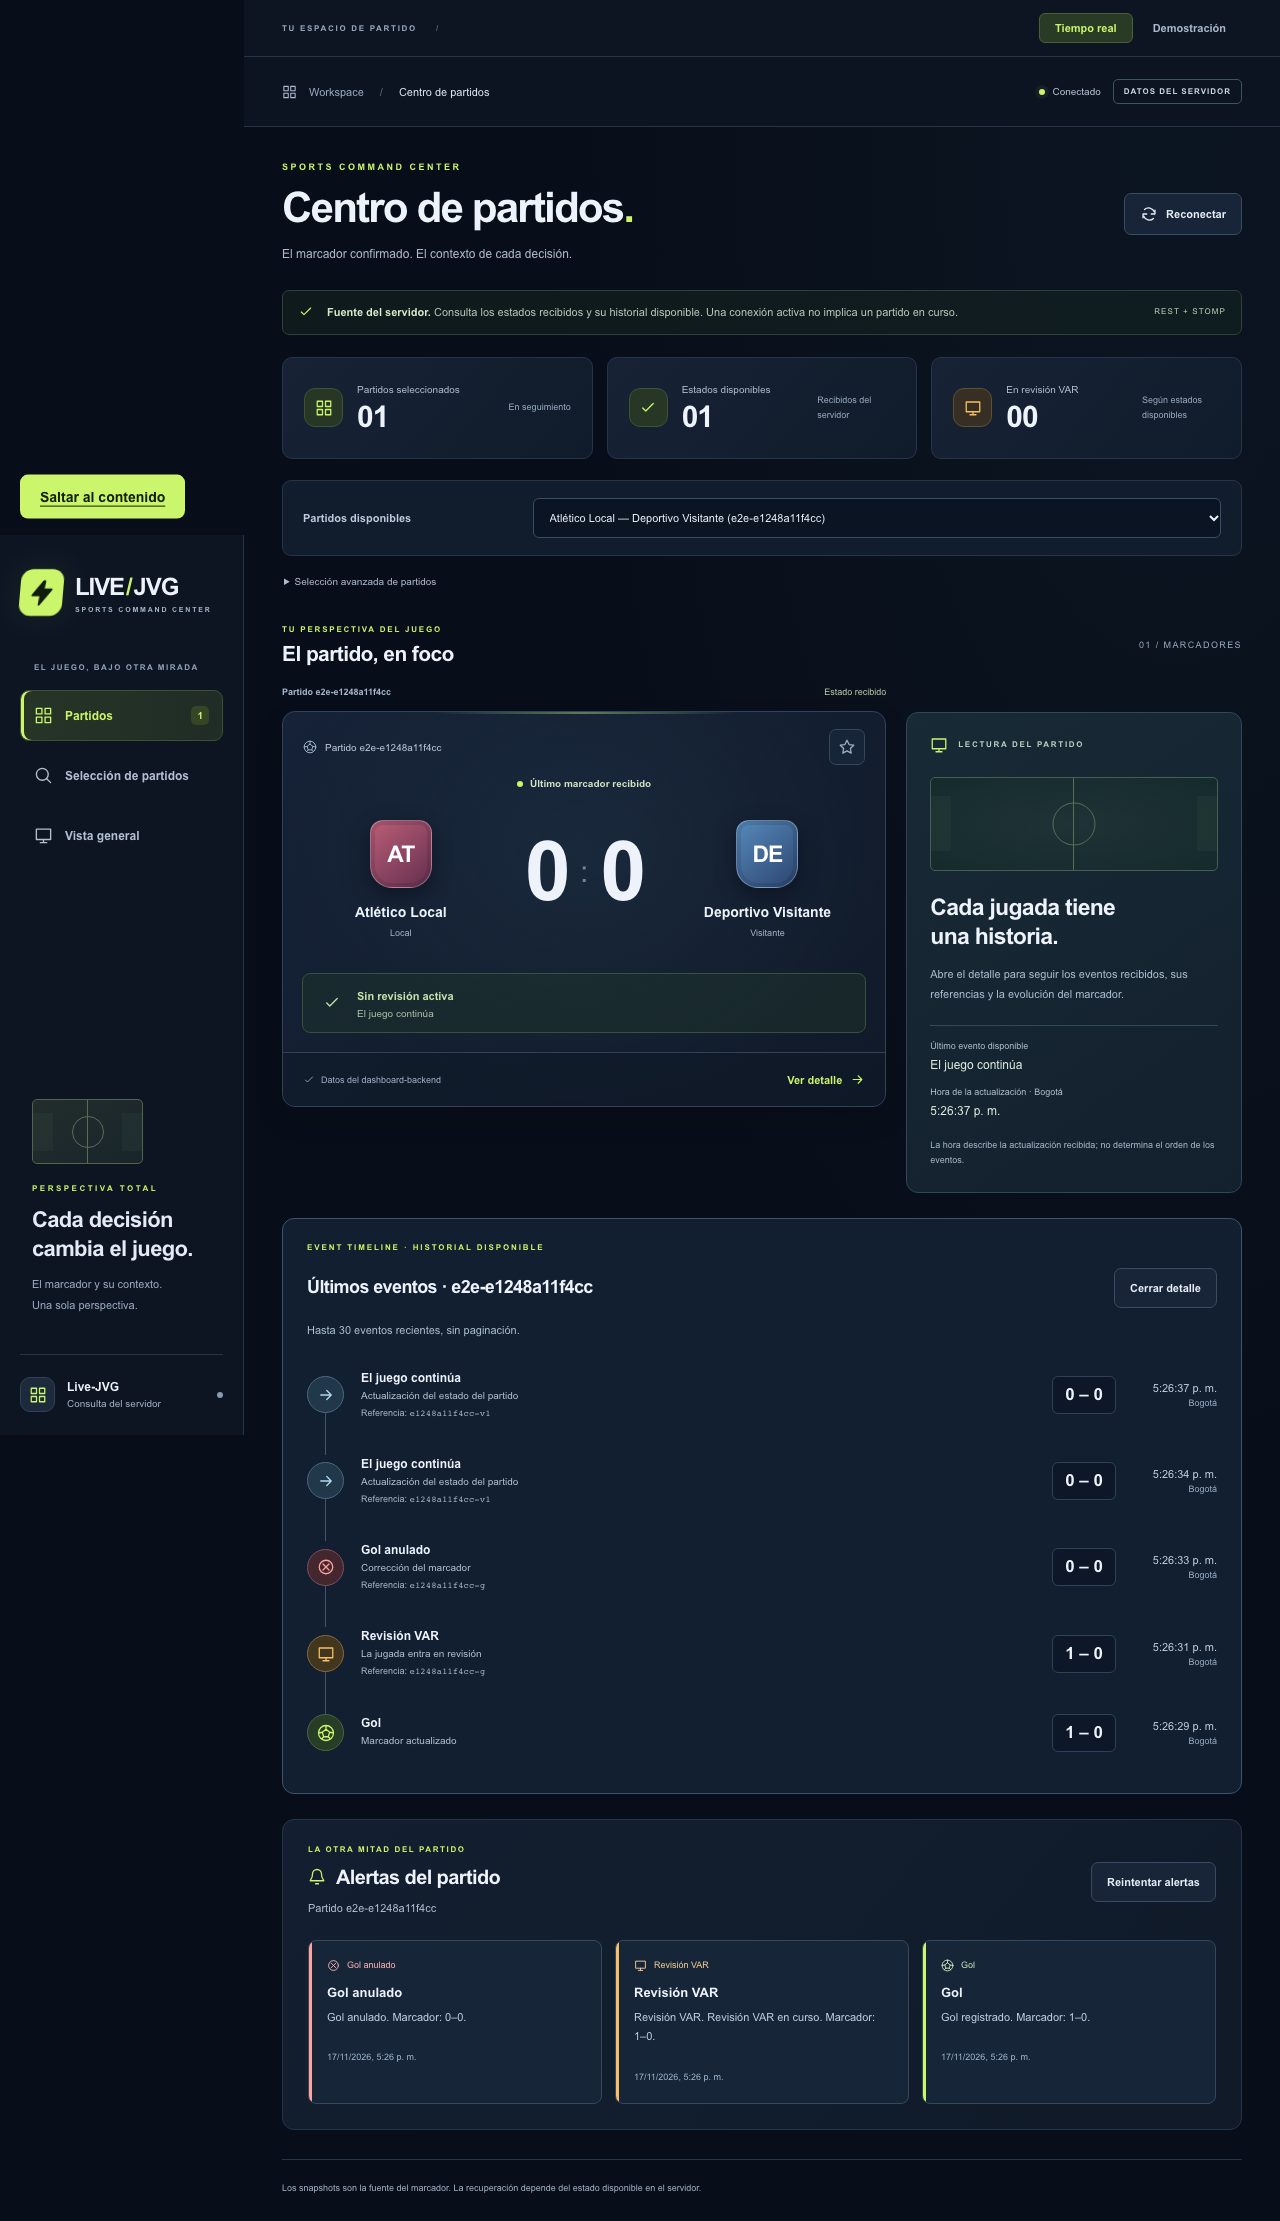 TU ESPACIO DE PARTIDO /
Tiempo real
Demostración
Workspace / Centro de partidos
Conectado
DATOS DEL SERVIDOR
SPORTS COMMAND CENTER
Centro de partidos.
Reconectar
El marcador confirmado. El contexto de cada decisión.
Fuente del servidor. Consulta los estados recibidos y su historial disponible. Una conexión activa no implica un partido en curso.
REST + STOMP
Partidos seleccionados
01
En seguimiento
Estados disponibles
01
Recibidos del
servidor
En revisión VAR
00
Según estados
disponibles
Saltar al contenido
Partidos disponibles
Atlético Local — Deportivo Visitante (e2e-e1248a11f4cc)
Selección avanzada de partidos
LIVE/JVG
SPORTS COMMAND CENTER
EL JUEGO, BAJO OTRA MIRADA
Partidos
1
Selección de partidos
Vista general
PERSPECTIVA TOTAL
Cada decisión
cambia el juego.
El marcador y su contexto.
Una sola perspectiva.
Live-JVG
Consulta del servidor
TU PERSPECTIVA DEL JUEGO
El partido, en foco
01 / MARCADORES
Partido e2e-e1248a11f4cc
Estado recibido
Partido e2e-e1248a11f4cc
Último marcador recibido
AT
0 : 0
DE
Atlético Local
Local
Deportivo Visitante
Visitante
Sin revisión activa
El juego continúa
Datos del dashboard-backend
Ver detalle
LECTURA DEL PARTIDO
Cada jugada tiene
una historia.
Abre el detalle para seguir los eventos recibidos, sus
referencias y la evolución del marcador.
Último evento disponible
El juego continúa
Hora de la actualización · Bogotá
5:26:37 p. m.
La hora describe la actualización recibida; no determina el orden de los
eventos.
EVENT TIMELINE · HISTORIAL DISPONIBLE
Últimos eventos · e2e-e1248a11f4cc
Cerrar detalle
Hasta 30 eventos recientes, sin paginación.
El juego continúa
Actualización del estado del partido
Referencia: e1248a11f4cc-v1
0 – 0
5:26:37 p. m.
Bogotá
El juego continúa
Actualización del estado del partido
Referencia: e1248a11f4cc-v1
0 – 0
5:26:34 p. m.
Bogotá
Gol anulado
Corrección del marcador
Referencia: e1248a11f4cc-g
0 – 0
5:26:33 p. m.
Bogotá
Revisión VAR
La jugada entra en revisión
Referencia: e1248a11f4cc-g
1 – 0
5:26:31 p. m.
Bogotá
Gol
Marcador actualizado
1 – 0
5:26:29 p. m.
Bogotá
LA OTRA MITAD DEL PARTIDO
Alertas del partido
Reintentar alertas
Partido e2e-e1248a11f4cc
Gol anulado
Gol anulado
Gol anulado. Marcador: 0–0.
17/11/2026, 5:26 p. m.
Revisión VAR
Revisión VAR
Revisión VAR. Revisión VAR en curso. Marcador:
1–0.
17/11/2026, 5:26 p. m.
Gol
Gol
Gol registrado. Marcador: 1–0.
17/11/2026, 5:26 p. m.
Los snapshots son la fuente del marcador. La recuperación depende del estado disponible en el servidor.